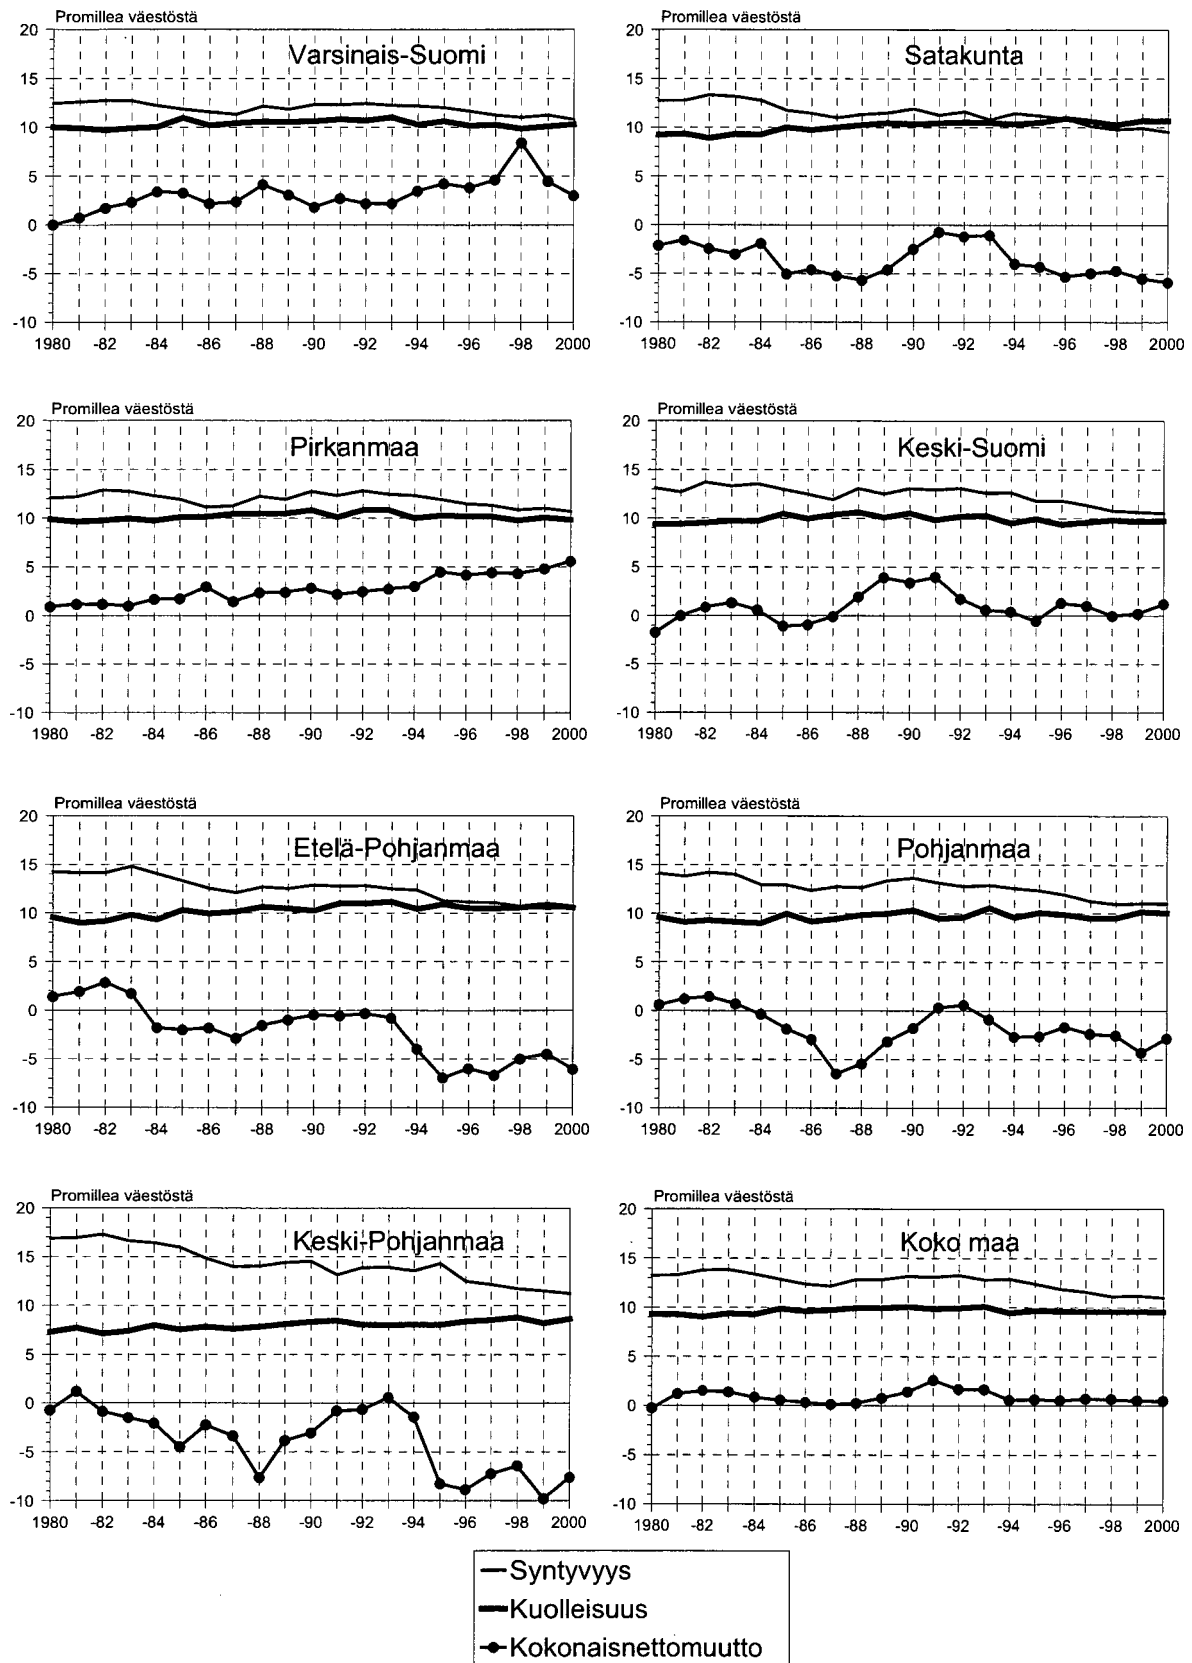 Promillea väestöstä
Varsinais-Suomi
20
15
10
5
0
-5
-10
1980 -82 -84 -86 -88 -90 -92 -94 -96 -98 2000
Promillea väestöstä
Satakunta
20
15
10
5
0
-5
-10
1980 -82 -84 -86 -88 -90 -92 -94 -96 -98 2000
Promillea väestöstä
Pirkanmaa
20
15
10
5
0
-5
-10
1980 -82 -84 -86 -88 -90 -92 -94 -96 -98 2000
Promillea väestöstä
Keski-Suomi
20
15
10
5
0
-5
-10
1980 -82 -84 -86 -88 -90 -92 -94 -96 -98 2000
Promillea väestöstä
Etelä-Pohjanmaa
20
15
10
5
0
-5
-10
1980 -82 -84 -86 -88 -90 -92 -94 -96 -98 2000
Promillea väestöstä
Pohjanmaa
20
15
10
5
0
-5
-10
1980 -82 -84 -86 -88 -90 -92 -94 -96 -98 2000
Promillea väestöstä
Keski-Pohjanmaa
20
15
10
5
0
-5
-10
1980 -82 -84 -86 -88 -90 -92 -94 -96 -98 2000
Promillea väestöstä
Koko maa
20
15
10
5
0
-5
-10
1980 -82 -84 -86 -88 -90 -92 -94 -96 -98 2000
Syntyvyys
Kuolleisuus
Kokonaisnettomuutto